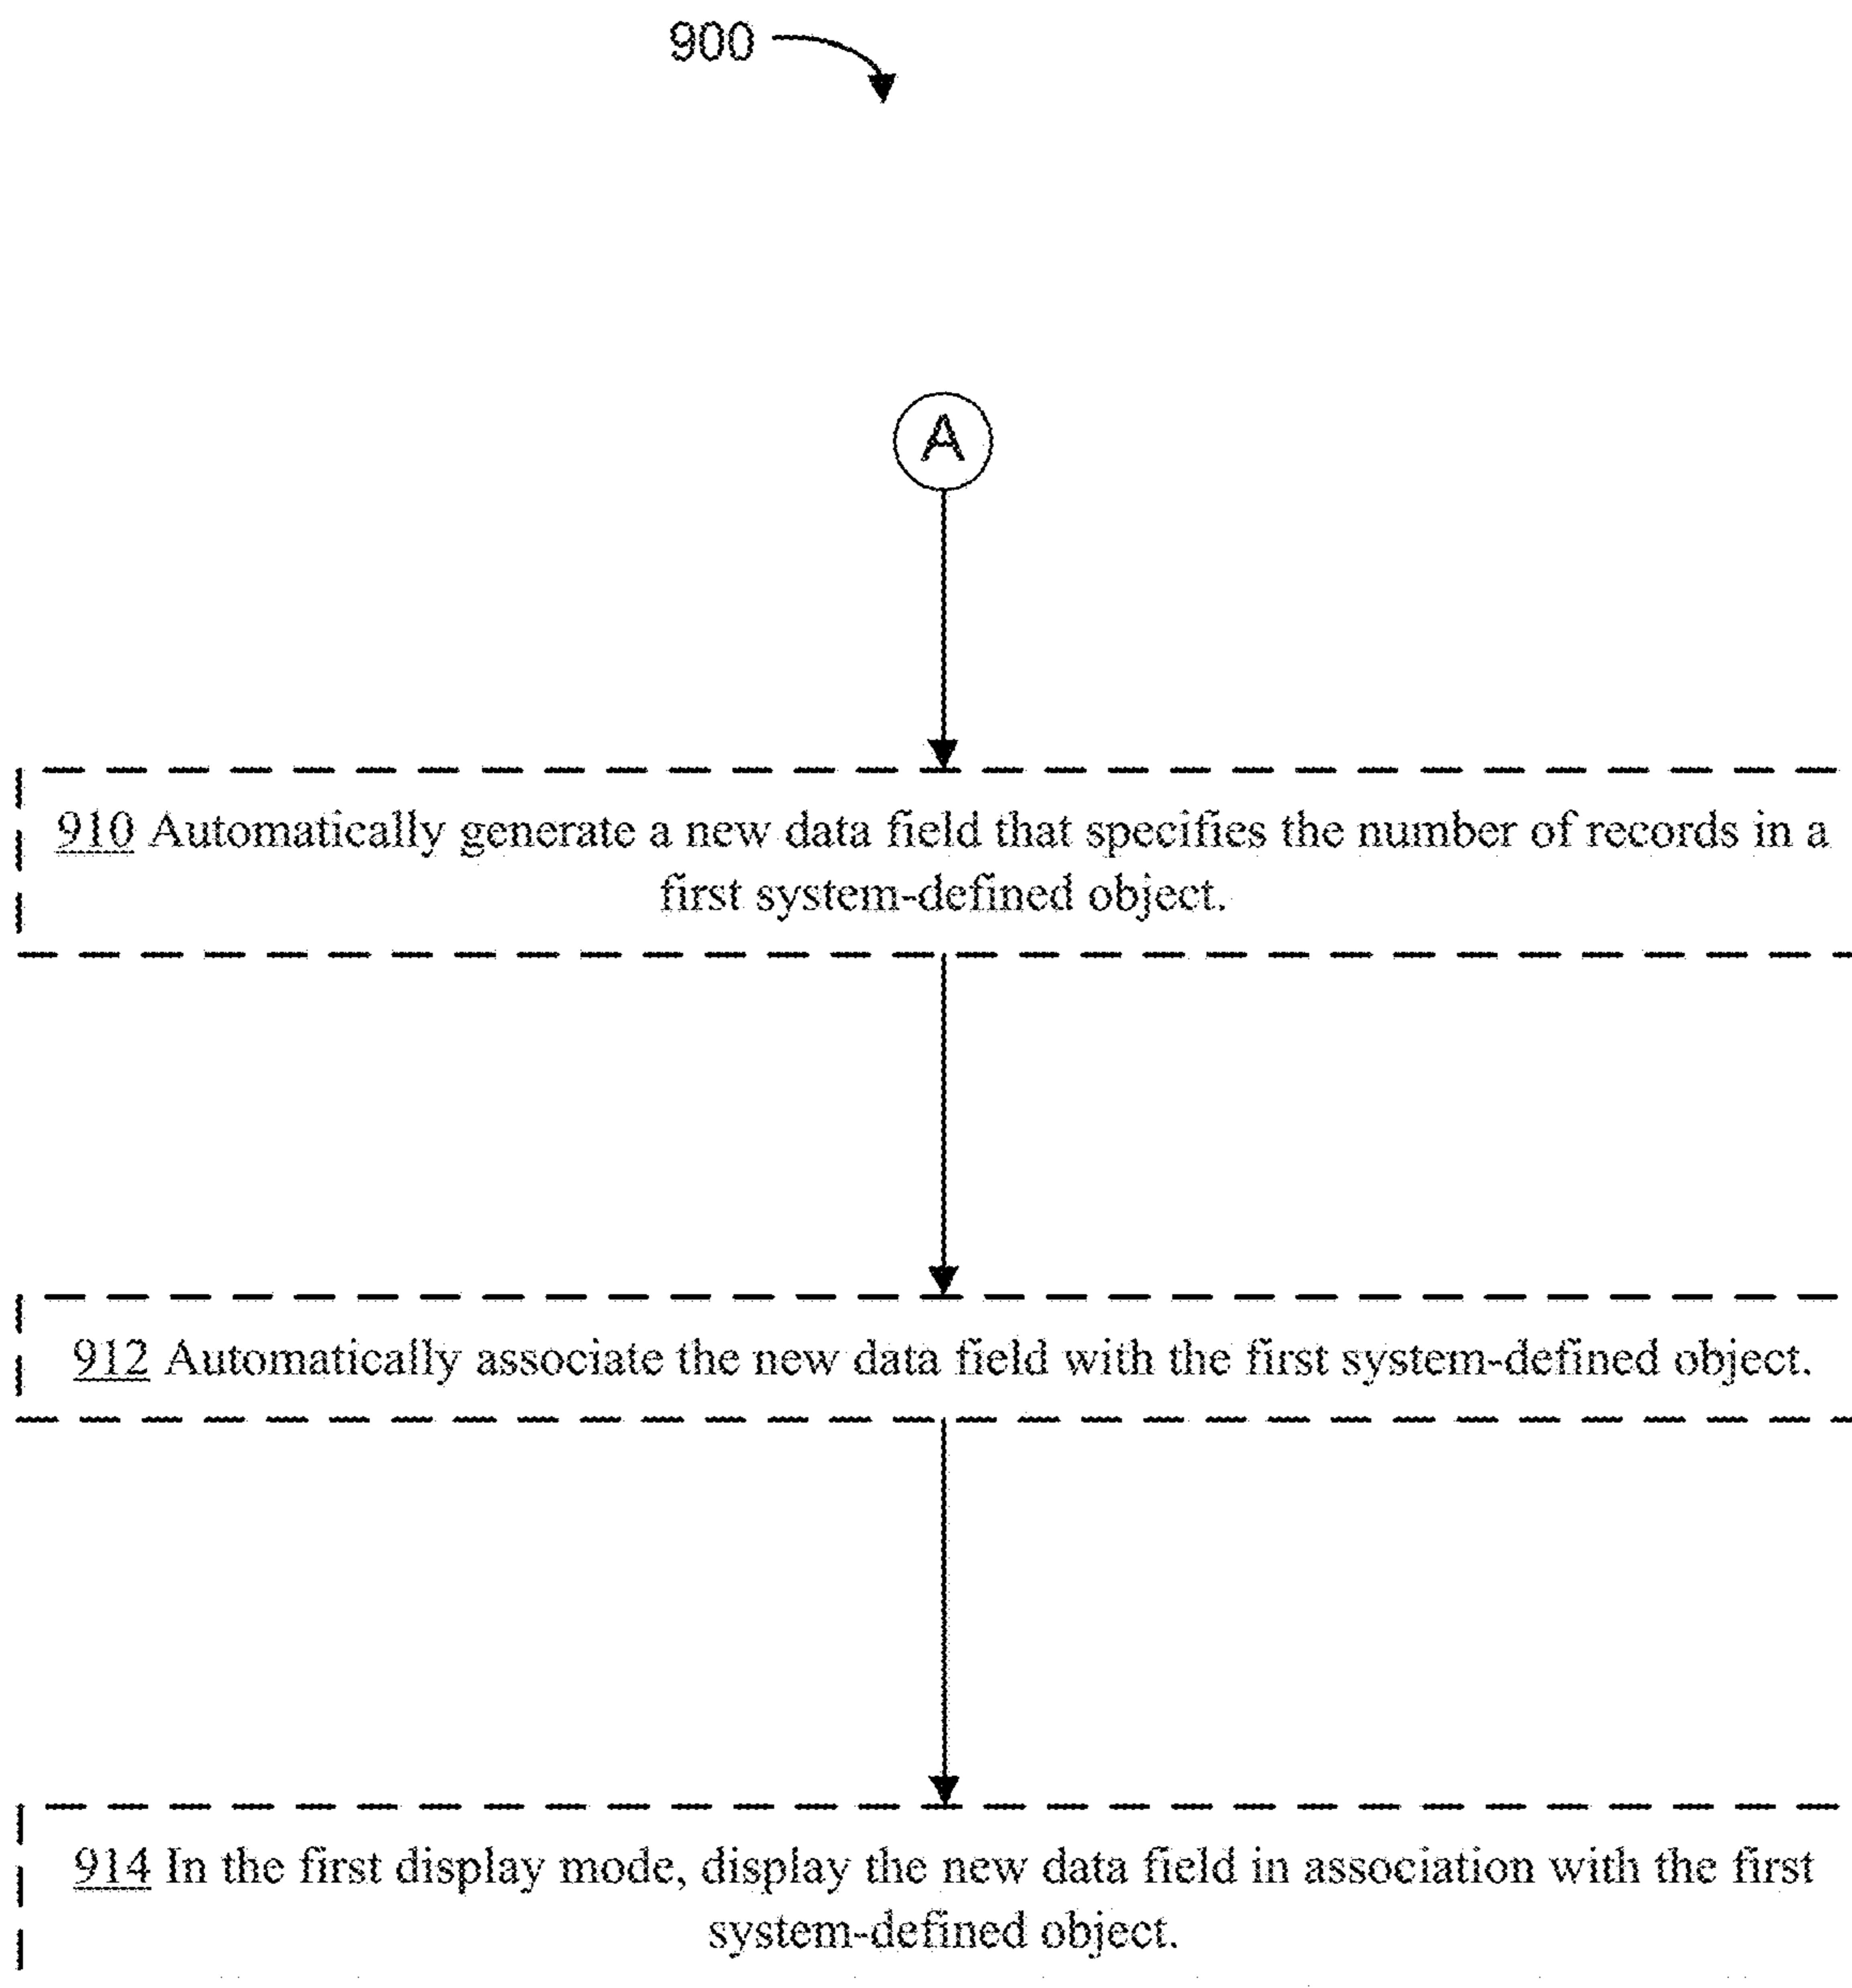 900
A
910 Automatically generate a new data field that specifies the number of records in a
first system-defined object.
912 Automatically associate the new data field with the first system-defined object.
914 In the first display mode, display the new data field in association with the first
system-defined object.